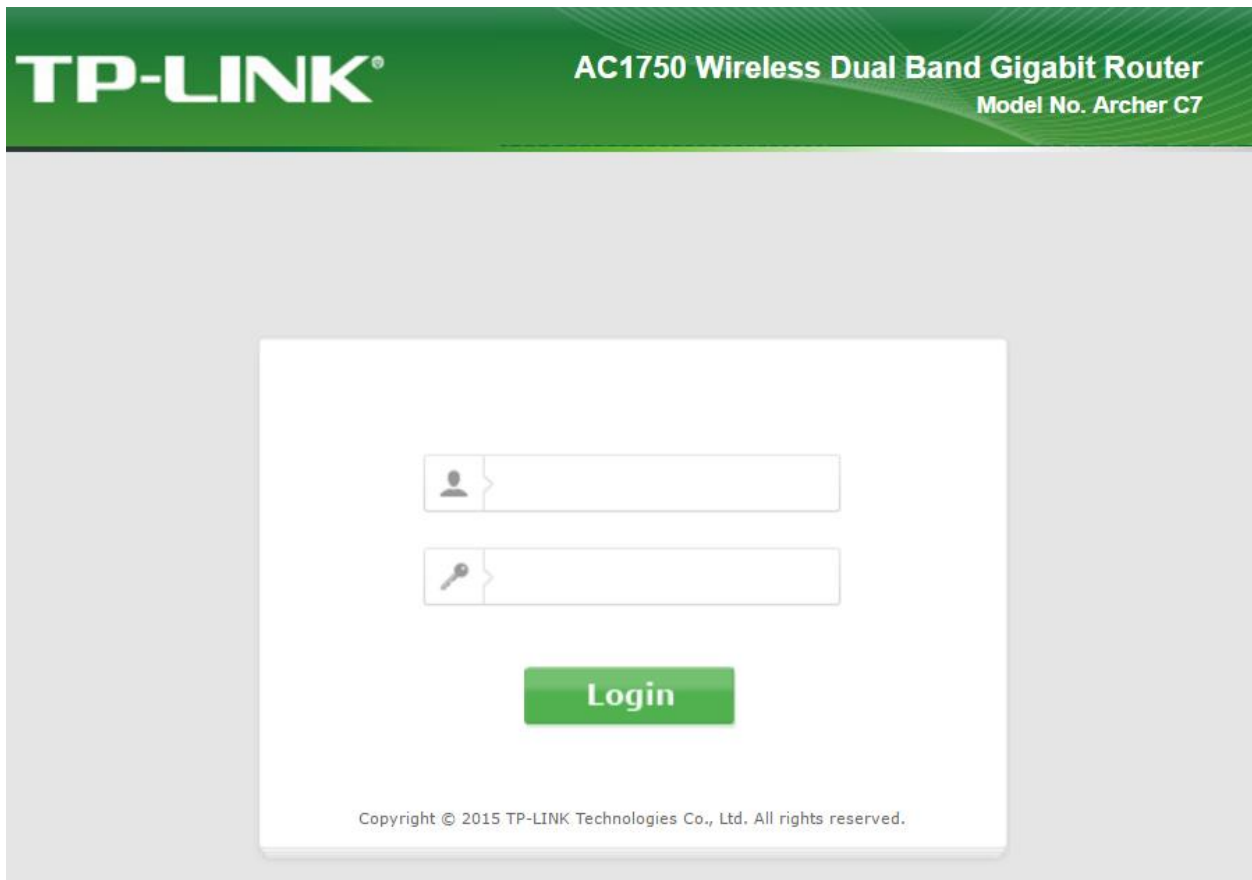 TP-LINK®
AC1750 Wireless Dual Band Gigabit Router
Model No. Archer C7
Login
Copyright © 2015 TP-LINK Technologies Co., Ltd. All rights reserved.